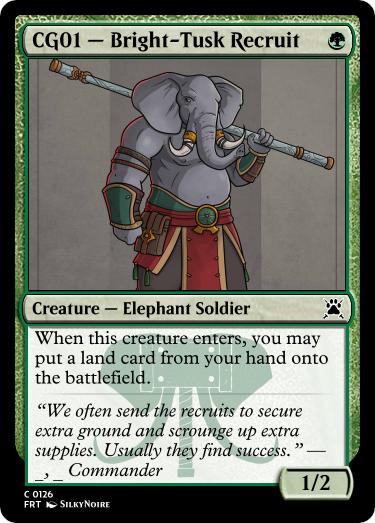 CG01 — Bright-Tusk Recruit
Creature — Elephant Soldier
When this creature enters, you may
put a land card from your hand onto
the battlefield.
“We often send the recruits to secure
extra ground and scrounge up extra
supplies. Usually they find success.” —
_, _ Commander
1/2
C 0126
FRT SilkyNoire